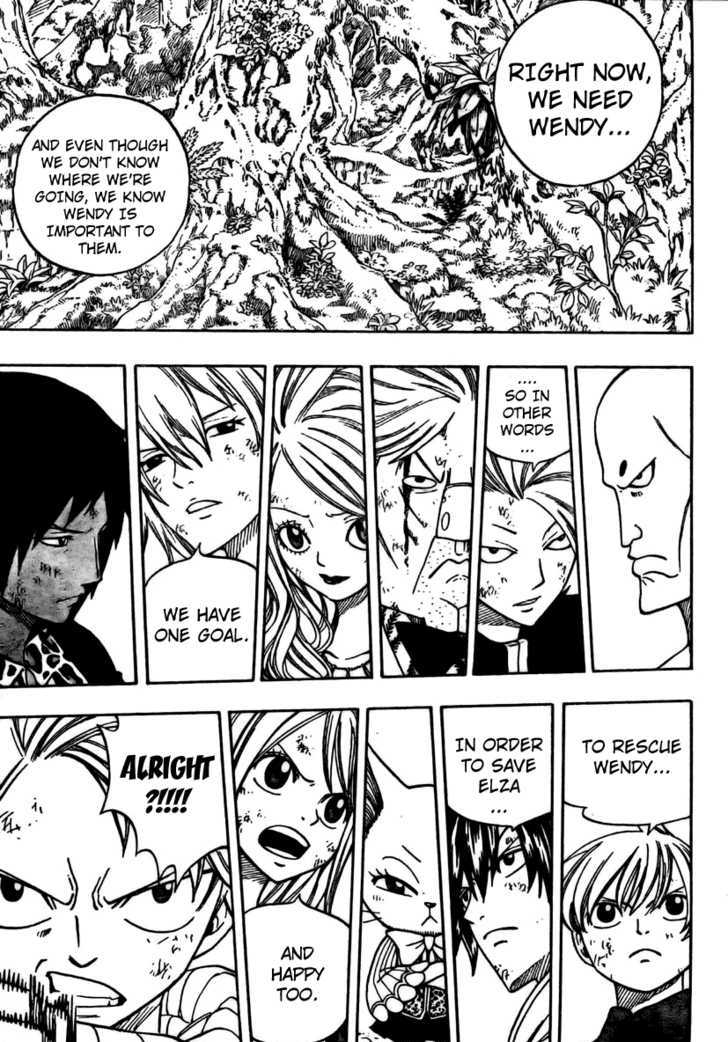 RIGHT NOW,
WE NEED
WENDY...
AND EVEN THOUGH
WE DON'T KNOW
WHERE WE'RE
GOING, WE KNOW
WENDY IS
IMPORTANT TO
THEM.
....
SO IN
OTHER
WORDS
...
WE HAVE
ONE GOAL.
TO RESCUE
WENDY...
IN ORDER
TO SAVE
ELZA
...
AND
HAPPY
TOO.
ALRIGHT
?!!!!